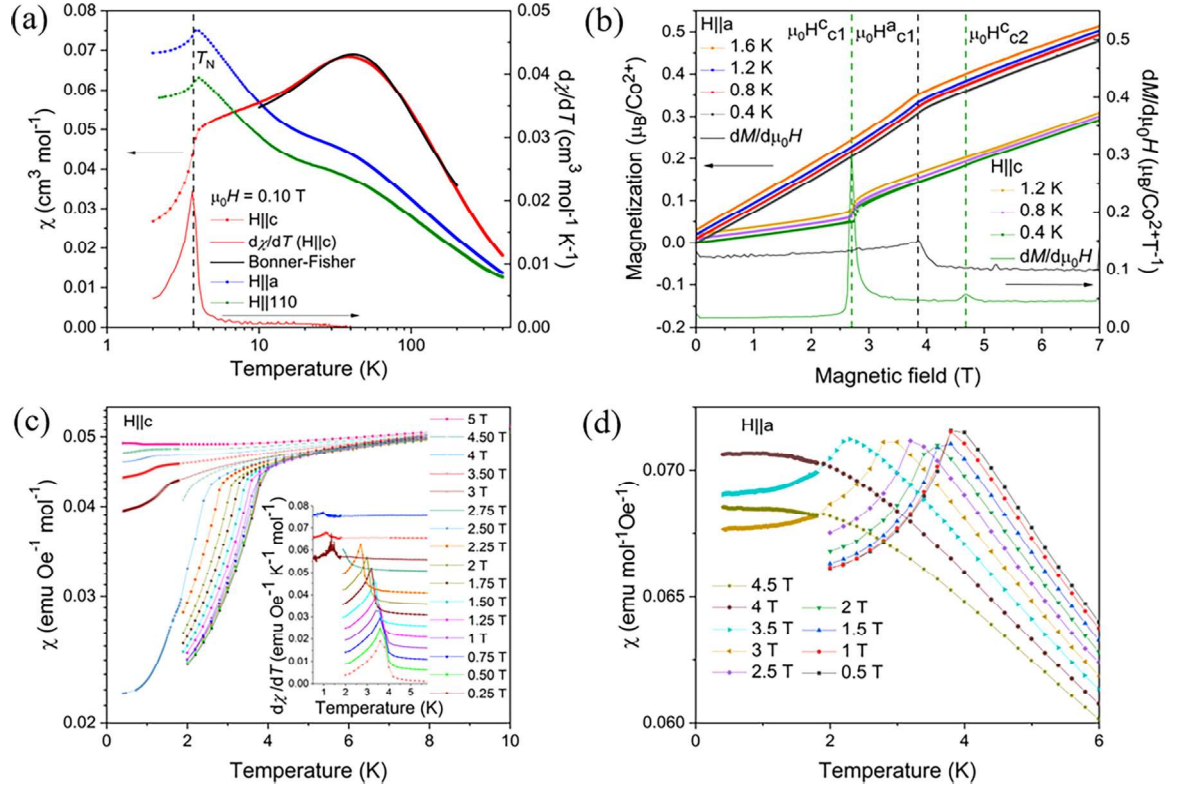 (a)
0.08
0.07
0.06
0.05
0.04
0.03
0.02
0.01
0.00
χ (cm³ mol⁻¹)
T_N
μ₀H = 0.10 T
H||c
dχ/dT (H||c)
Bonner-Fisher
H||a
H||110
0.05
0.04
0.03
0.02
0.01
0.00
dχ/dT (cm³ mol⁻¹ K⁻¹)
1 10 100
Temperature (K)
(b)
H||a μ₀Hᶜc1 μ₀Hᵃc1 μ₀Hᶜc2
1.6 K
1.2 K
0.8 K
0.4 K
dM/dμ₀H
H||c
1.2 K
0.8 K
0.4 K
dM/dμ₀H
0.5
0.4
0.3
0.2
0.1
0.0
-0.1
-0.2
Magnetization (μ_B/Co²⁺)
0.5
0.4
0.3
0.2
0.1
0.0
dM/dμ₀H (μ_B/Co²⁺T⁻¹)
0 1 2 3 4 5 6 7
Magnetic field (T)
(c)
H||c
0.05
0.04
0.03
0.02
χ (emu Oe⁻¹ mol⁻¹)
5 T
4.50 T
4 T
3.50 T
3 T
2.75 T
2.50 T
2.25 T
2 T
1.75 T
1.50 T
1.25 T
1 T
0.75 T
0.50 T
0.25 T
0.08
0.07
0.06
0.05
0.04
0.03
0.02
0.01
0.00
dχ/dT (emu Oe⁻¹ K⁻¹ mol⁻¹)
1 2 3 4 5
Temperature (K)
0 2 4 6 8 10
Temperature (K)
(d)
H||a
0.070
0.065
0.060
χ (emu mol⁻¹Oe⁻¹)
4.5 T
4 T
3.5 T
3 T
2.5 T
2 T
1.5 T
1 T
0.5 T
0 2 4 6
Temperature (K)